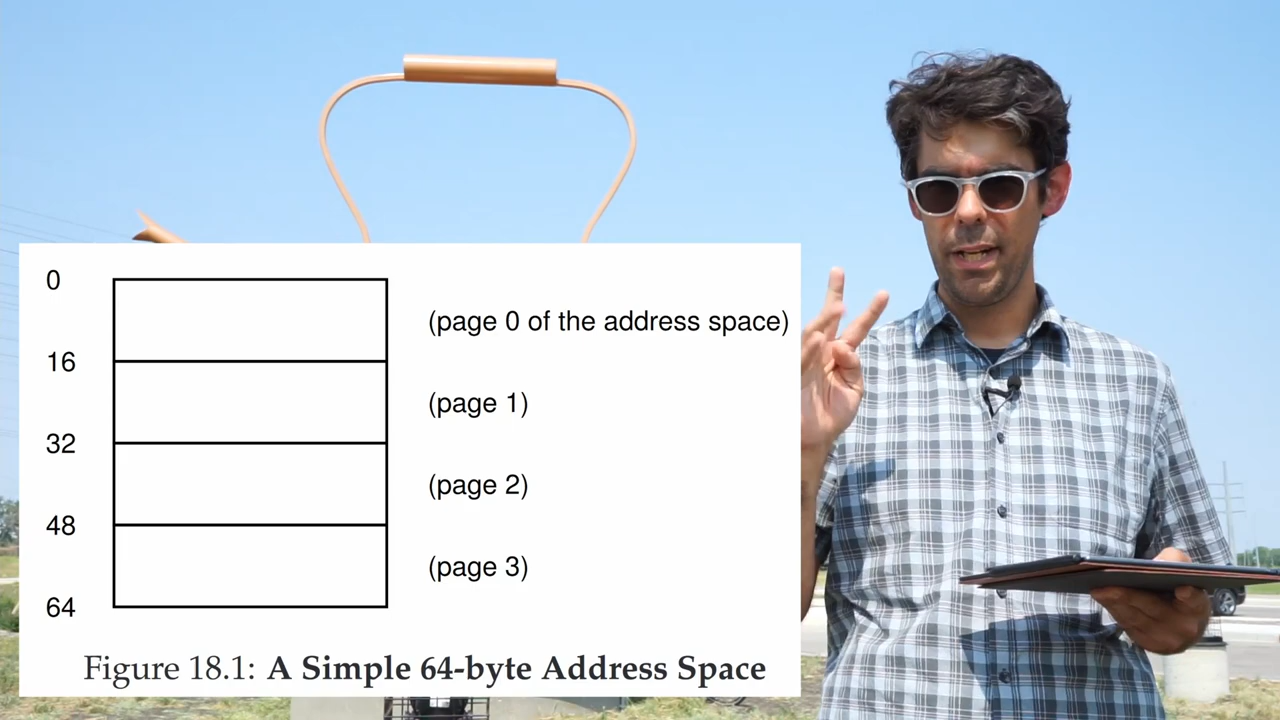 0
(page 0 of the address space)
16
(page 1)
32
(page 2)
48
(page 3)
64
Figure 18.1: A Simple 64-byte Address Space